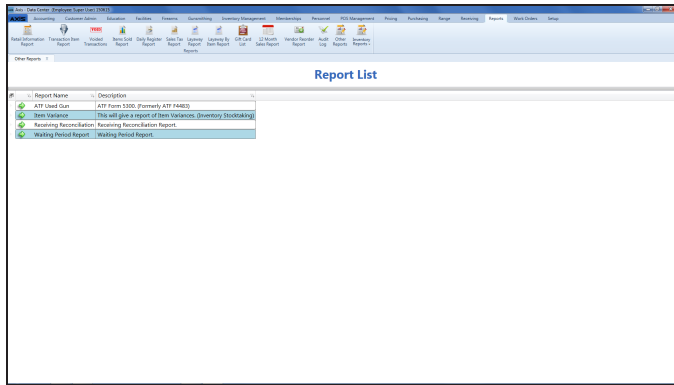 Axis - Data Center (Employee: Super User)
AXIS Accounting Customer Admin Education Facilities Firearms Gunsmithing Inventory Management Memberships Personnel POS Management Pricing Purchasing Range Receiving Reports Work Orders Setup
Retail Information Report
Transaction Item Report
Voided Transactions
Items Sold Report
Daily Register Report
Sales Tax Report
Layaway Report
Layaway By Item Report
Gift Card List
12 Month Sales Report
Vendor Reorder Report
Audit Log
Other Reports
Inventory Reports
Reports
Other Reports
Report List
Report Name Description
ATF Used Gun ATF Form 5300. (Formerly ATF F4483)
Item Variance This will give a report of Item Variances. (Inventory Stocktaking)
Receiving Reconciliation Receiving Reconciliation Report.
Waiting Period Report Waiting Period Report.